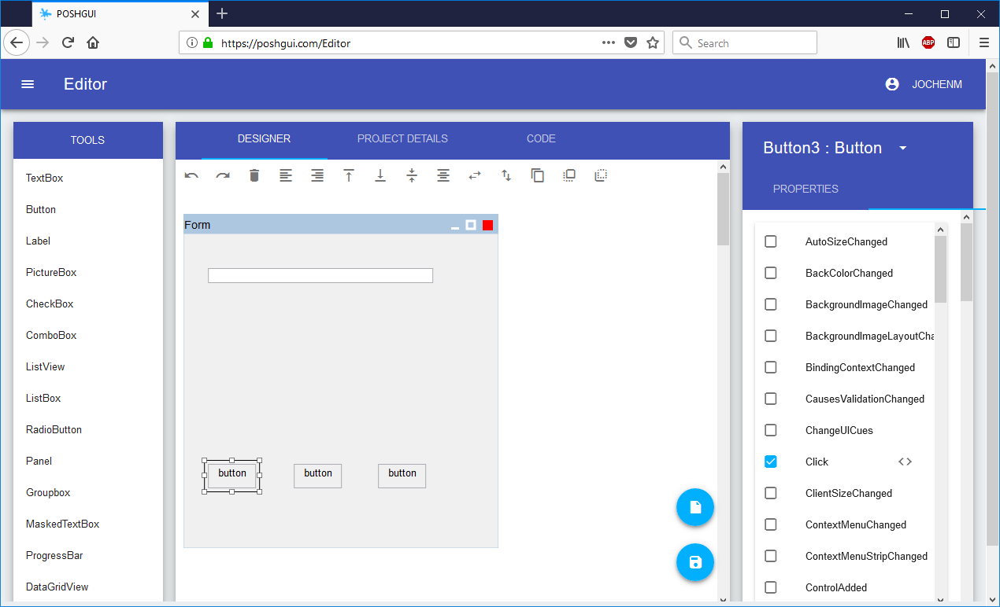 POSHGUI
https://poshgui.com/Editor
Search
ABP
Editor
JOCHENM
TOOLS
TextBox
Button
Label
PictureBox
CheckBox
ComboBox
ListView
ListBox
RadioButton
Panel
Groupbox
MaskedTextBox
ProgressBar
DataGridView
DESIGNER PROJECT DETAILS CODE
Form
button button button
Button3 : Button
PROPERTIES
AutoSizeChanged
BackColorChanged
BackgroundImageChanged
BackgroundImageLayoutCha
BindingContextChanged
CausesValidationChanged
ChangeUICues
Click
ClientSizeChanged
ContextMenuChanged
ContextMenuStripChanged
ControlAdded